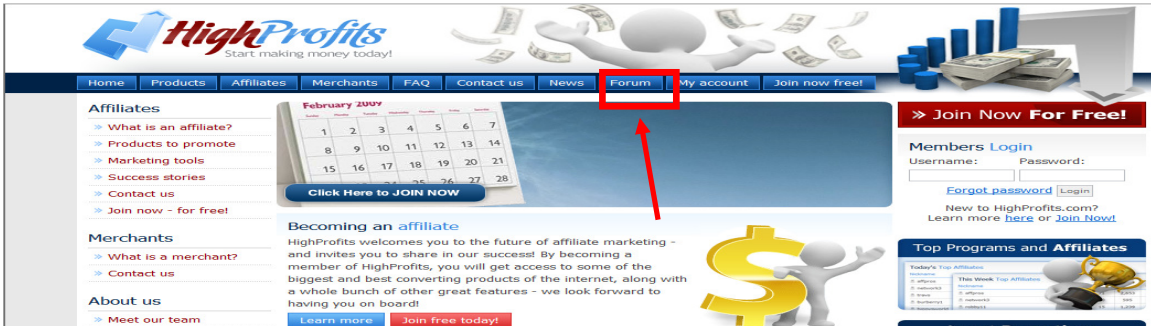 HighProfits
Start making money today!
Home Products Affiliates Merchants FAQ Contact us News Forum My account Join now free!
Affiliates
» What is an affiliate?
» Products to promote
» Marketing tools
» Success stories
» Contact us
» Join now - for free!
Merchants
» What is a merchant?
» Contact us
About us
» Meet our team
February 2009
1 2 3 4 5 6 7
8 9 10 11 12 13 14
15 16 17 18 19 20 21
25 26 27 28
Click Here to JOIN NOW
Becoming an affiliate
HighProfits welcomes you to the future of affiliate marketing -
and invites you to share in our success! By becoming a
member of HighProfits, you will get access to some of the
biggest and best converting products of the internet, along with
a whole bunch of other great features - we look forward to
having you on board!
Learn more Join free today!
» Join Now For Free!
Members Login
Username: Password:
Forgot password Login
New to HighProfits.com?
Learn more here or Join Now!
Top Programs and Affiliates
Today's Top Affiliates
This Week Top Affiliates